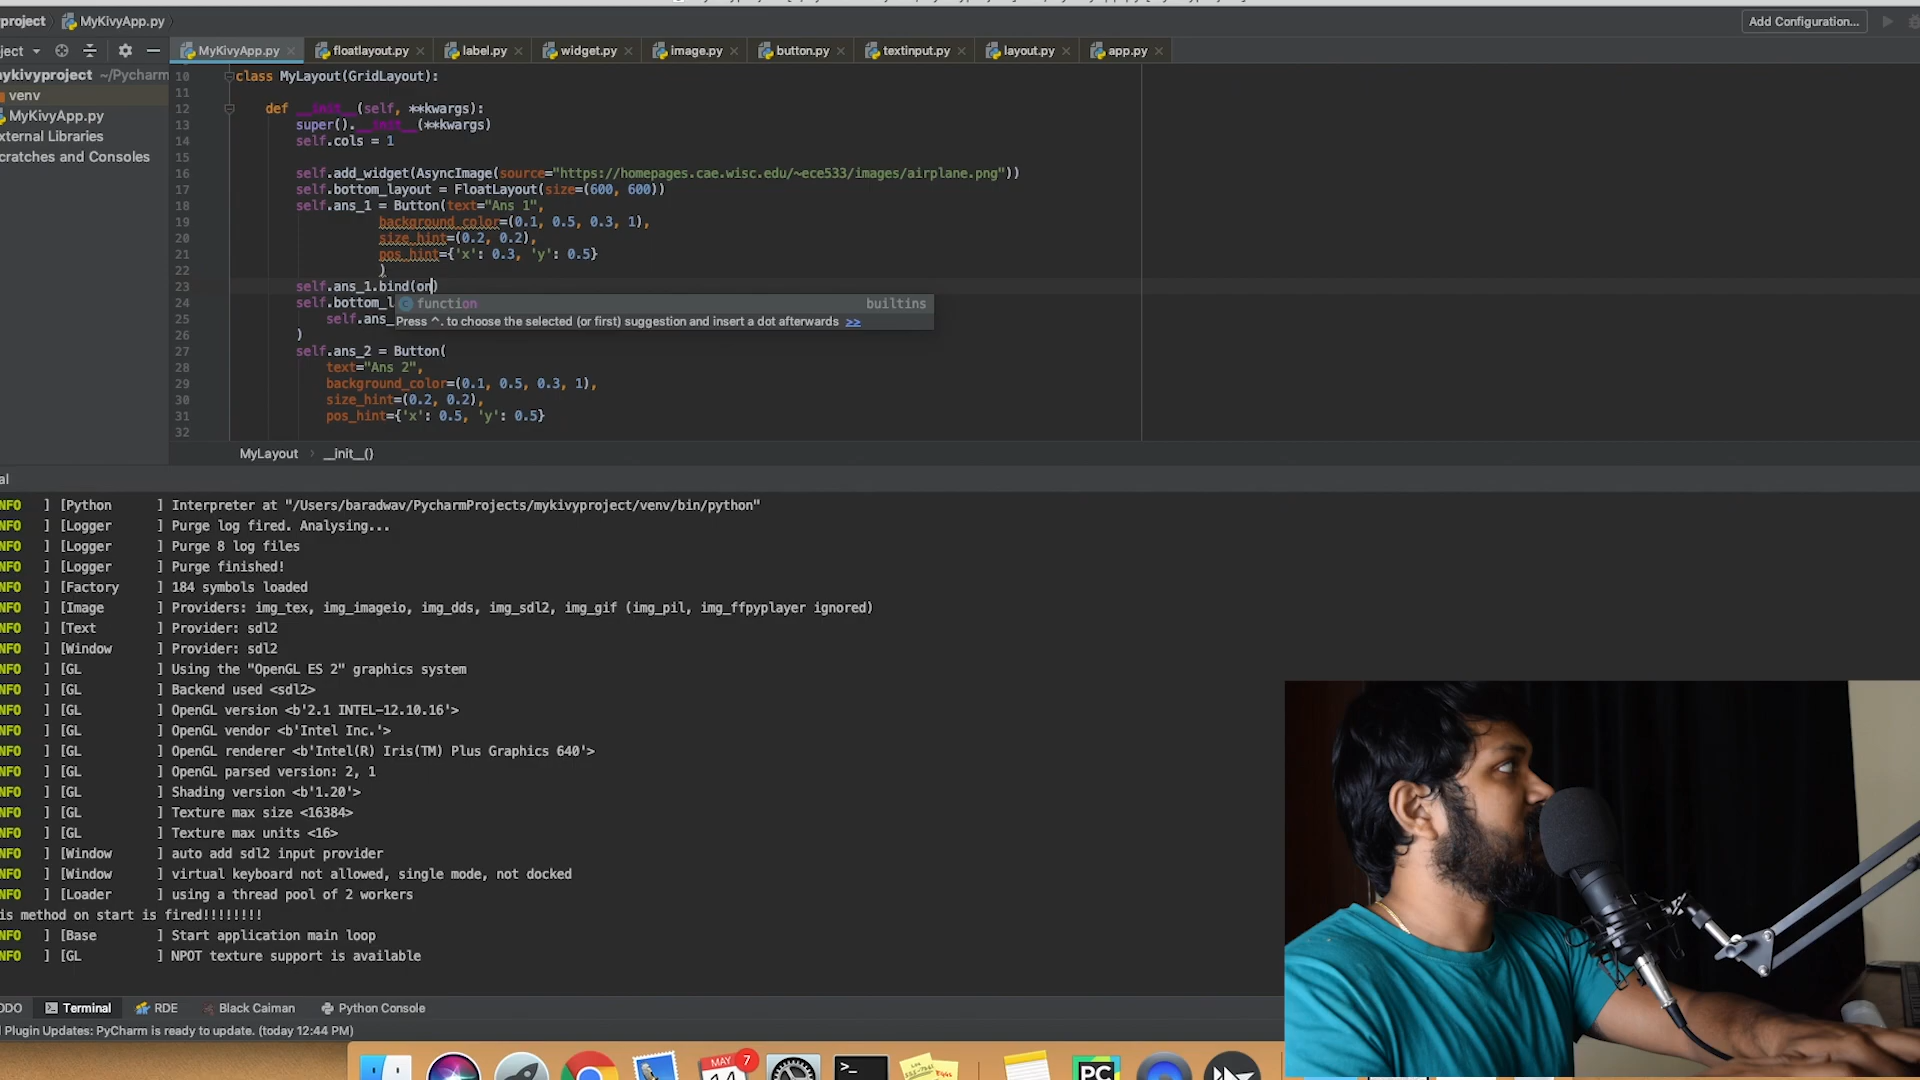 project MyKivyApp.py
Add Configuration...
ject
MyKivyApp.py floatlayout.py label.py widget.py image.py button.py textinput.py layout.py app.py
mykivyproject ~/Pycharm
venv
MyKivyApp.py
xternal Libraries
cratches and Consoles
10 class MyLayout(GridLayout):
11
12 def __init__(self, **kwargs):
13 super().__init__(**kwargs)
14 self.cols = 1
15
16 self.add_widget(AsyncImage(source="https://homepages.cae.wisc.edu/~ece533/images/airplane.png"))
17 self.bottom_layout = FloatLayout(size=(600, 600))
18 self.ans_1 = Button(text="Ans 1",
19 background_color=(0.1, 0.5, 0.3, 1),
20 size_hint=(0.2, 0.2),
21 pos_hint={'x': 0.3, 'y': 0.5}
22 )
23 self.ans_1.bind(on)
24 self.bottom_l
function builtins
25 self.ans_
Press ^. to choose the selected (or first) suggestion and insert a dot afterwards >>
26 )
27 self.ans_2 = Button(
28 text="Ans 2",
29 background_color=(0.1, 0.5, 0.3, 1),
30 size_hint=(0.2, 0.2),
31 pos_hint={'x': 0.5, 'y': 0.5}
32
MyLayout › __init__()
al
NFO ] [Python ] Interpreter at "/Users/baradwav/PycharmProjects/mykivyproject/venv/bin/python"
NFO ] [Logger ] Purge log fired. Analysing...
NFO ] [Logger ] Purge 8 log files
NFO ] [Logger ] Purge finished!
NFO ] [Factory ] 184 symbols loaded
NFO ] [Image ] Providers: img_tex, img_imageio, img_dds, img_sdl2, img_gif (img_pil, img_ffpyplayer ignored)
NFO ] [Text ] Provider: sdl2
NFO ] [Window ] Provider: sdl2
NFO ] [GL ] Using the "OpenGL ES 2" graphics system
NFO ] [GL ] Backend used <sdl2>
NFO ] [GL ] OpenGL version <b'2.1 INTEL-12.10.16'>
NFO ] [GL ] OpenGL vendor <b'Intel Inc.'>
NFO ] [GL ] OpenGL renderer <b'Intel(R) Iris(TM) Plus Graphics 640'>
NFO ] [GL ] OpenGL parsed version: 2, 1
NFO ] [GL ] Shading version <b'1.20'>
NFO ] [GL ] Texture max size <16384>
NFO ] [GL ] Texture max units <16>
NFO ] [Window ] auto add sdl2 input provider
NFO ] [Window ] virtual keyboard not allowed, single mode, not docked
NFO ] [Loader ] using a thread pool of 2 workers
is method on start is fired!!!!!!!!
NFO ] [Base ] Start application main loop
NFO ] [GL ] NPOT texture support is available
ODO Terminal RDE Black Caiman Python Console
Plugin Updates: PyCharm is ready to update. (today 12:44 PM)
MAY 7
PC